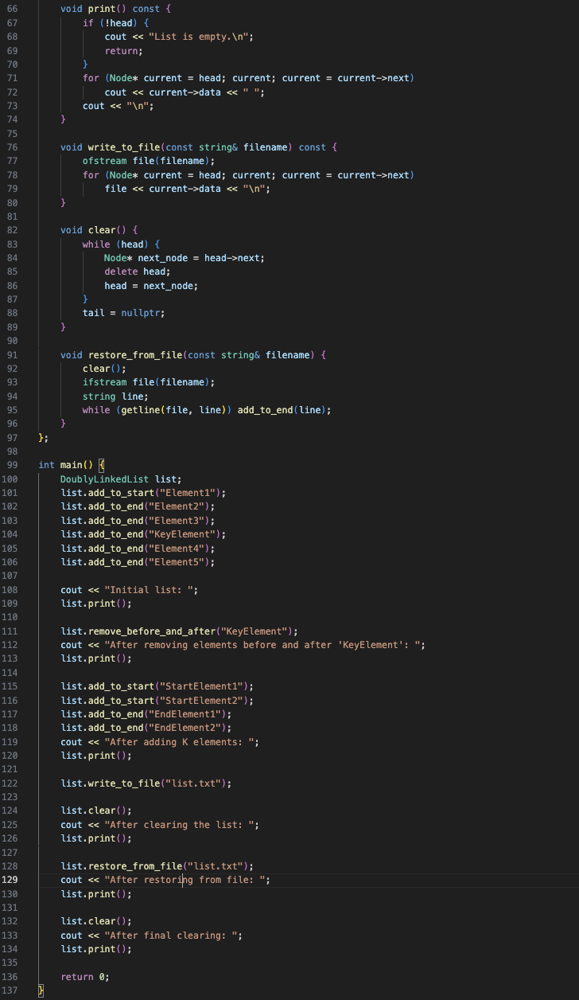 66 void print() const {
67 if (!head) {
68 cout << "List is empty.\n";
69 return;
70 }
71 for (Node* current = head; current; current = current->next)
72 cout << current->data << " ";
73 cout << "\n";
74 }
75
76 void write_to_file(const string& filename) const {
77 ofstream file(filename);
78 for (Node* current = head; current; current = current->next)
79 file << current->data << "\n";
80 }
81
82 void clear() {
83 while (head) {
84 Node* next_node = head->next;
85 delete head;
86 head = next_node;
87 }
88 tail = nullptr;
89 }
90
91 void restore_from_file(const string& filename) {
92 clear();
93 ifstream file(filename);
94 string line;
95 while (getline(file, line)) add_to_end(line);
96 }
97 };
98
99 int main() {
100 DoublyLinkedList list;
101 list.add_to_start("Element1");
102 list.add_to_end("Element2");
103 list.add_to_end("Element3");
104 list.add_to_end("KeyElement");
105 list.add_to_end("Element4");
106 list.add_to_end("Element5");
107
108 cout << "Initial list: ";
109 list.print();
110
111 list.remove_before_and_after("KeyElement");
112 cout << "After removing elements before and after 'KeyElement': ";
113 list.print();
114
115 list.add_to_start("StartElement1");
116 list.add_to_start("StartElement2");
117 list.add_to_end("EndElement1");
118 list.add_to_end("EndElement2");
119 cout << "After adding K elements: ";
120 list.print();
121
122 list.write_to_file("list.txt");
123
124 list.clear();
125 cout << "After clearing the list: ";
126 list.print();
127
128 list.restore_from_file("list.txt");
129 cout << "After restoring from file: ";
130 list.print();
131
132 list.clear();
133 cout << "After final clearing: ";
134 list.print();
135
136 return 0;
137 }